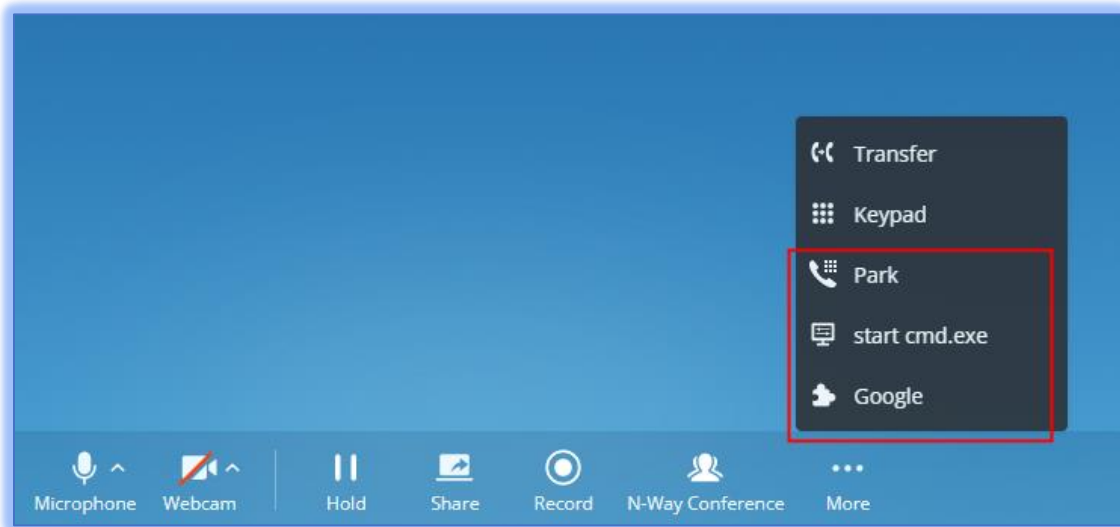 Transfer
Keypad
Park
start cmd.exe
Google
Microphone Webcam Hold Share Record N-Way Conference More